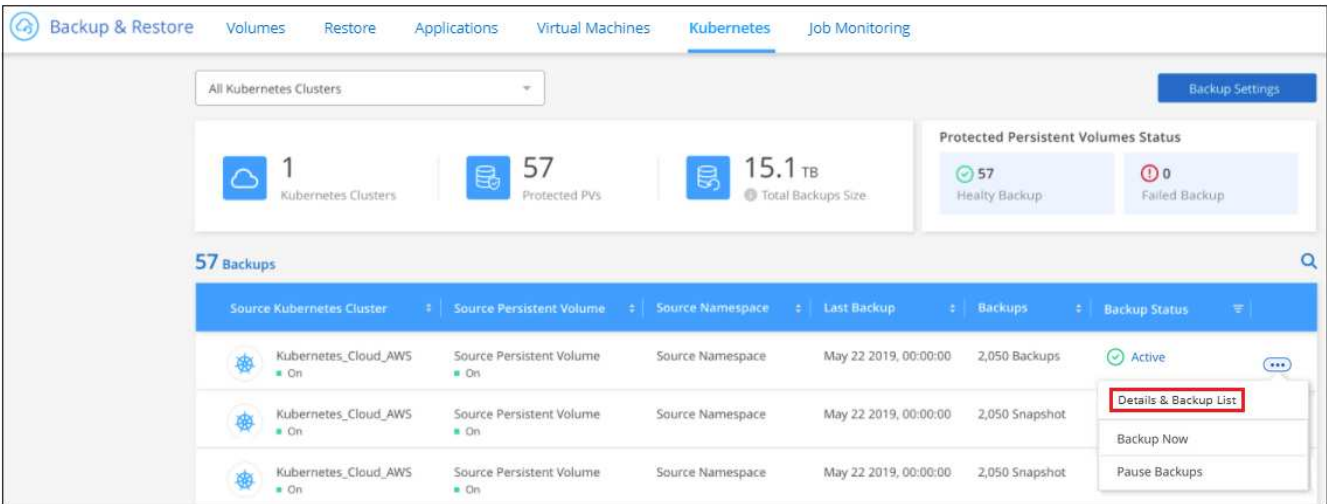 Backup & Restore Volumes Restore Applications Virtual Machines Kubernetes Job Monitoring
All Kubernetes Clusters Backup Settings
1
Kubernetes Clusters
57
Protected PVs
15.1 TB
Total Backups Size
Protected Persistent Volumes Status
57
Healty Backup
0
Failed Backup
57 Backups
Source Kubernetes Cluster Source Persistent Volume Source Namespace Last Backup Backups Backup Status
Kubernetes_Cloud_AWS Source Persistent Volume Source Namespace May 22 2019, 00:00:00 2,050 Backups Active
On On
Details & Backup List
Kubernetes_Cloud_AWS Source Persistent Volume Source Namespace May 22 2019, 00:00:00 2,050 Snapshot
On On
Backup Now
Kubernetes_Cloud_AWS Source Persistent Volume Source Namespace May 22 2019, 00:00:00 2,050 Snapshot
Pause Backups
On On